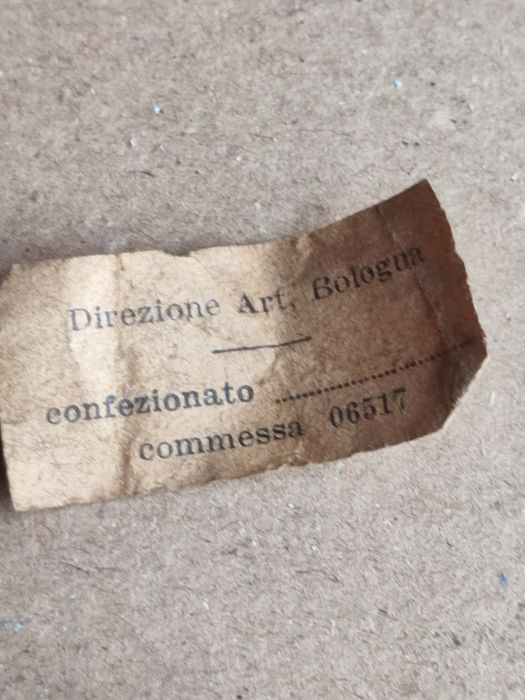 Direzione Art. Bologna
confezionato ........................
commessa 06517